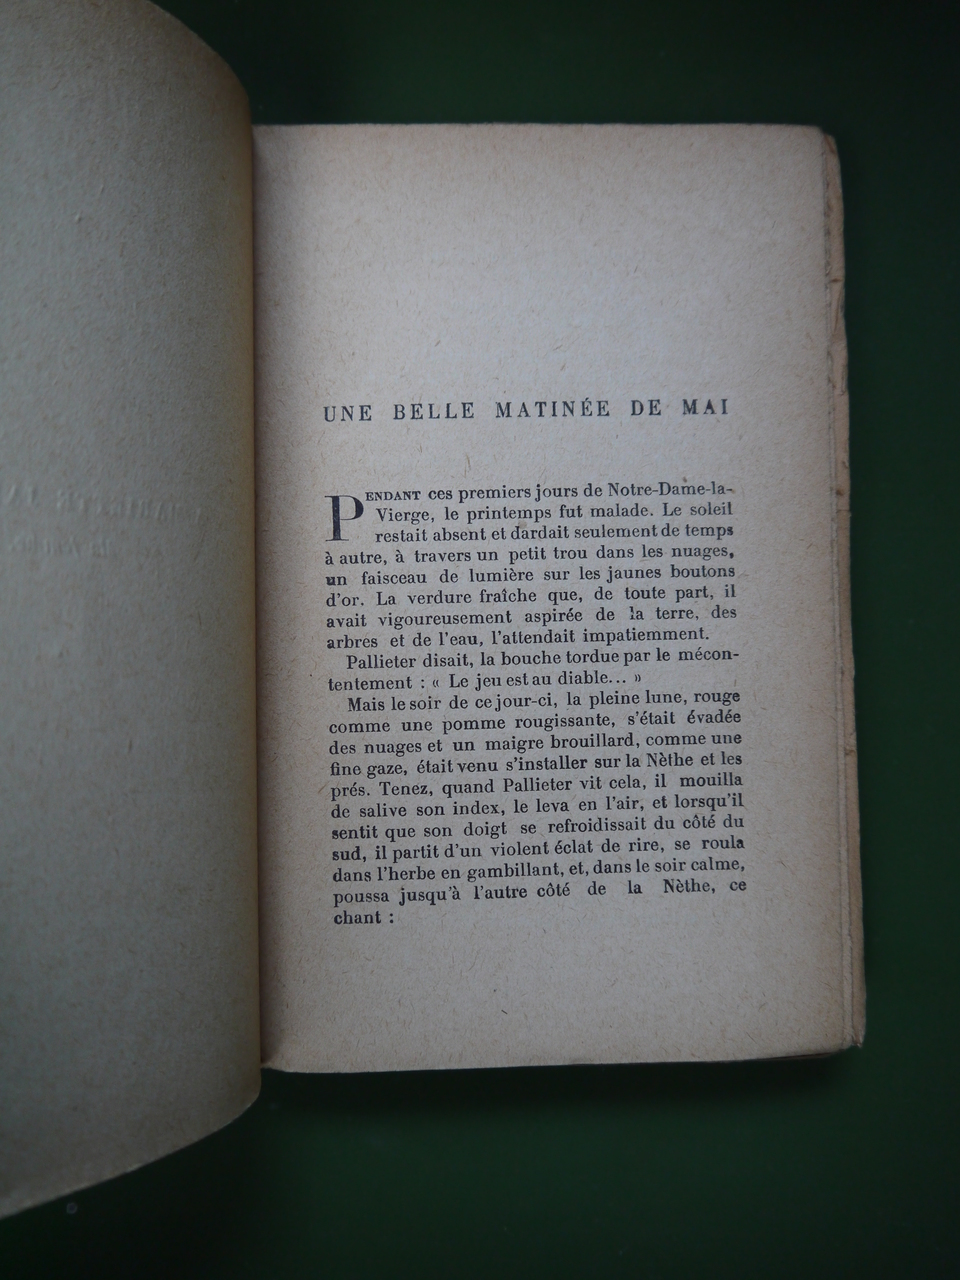 UNE BELLE MATINÉE DE MAI
PENDANT ces premiers jours de Notre-Dame-la-
Vierge, le printemps fut malade. Le soleil
restait absent et dardait seulement de temps
à autre, à travers un petit trou dans les nuages,
un faisceau de lumière sur les jaunes boutons
d'or. La verdure fraîche que, de toute part, il
avait vigoureusement aspirée de la terre, des
arbres et de l'eau, l'attendait impatiemment.
Pallieter disait, la bouche tordue par le mécon-
tentement : « Le jeu est au diable... »
Mais le soir de ce jour-ci, la pleine lune, rouge
comme une pomme rougissante, s'était évadée
des nuages et un maigre brouillard, comme une
fine gaze, était venu s'installer sur la Nèthe et les
prés. Tenez, quand Pallieter vit cela, il mouilla
de salive son index, le leva en l'air, et lorsqu'il
sentit que son doigt se refroidissait du côté du
sud, il partit d'un violent éclat de rire, se roula
dans l'herbe en gambillant, et, dans le soir calme,
poussa jusqu'à l'autre côté de la Nèthe, ce
chant :